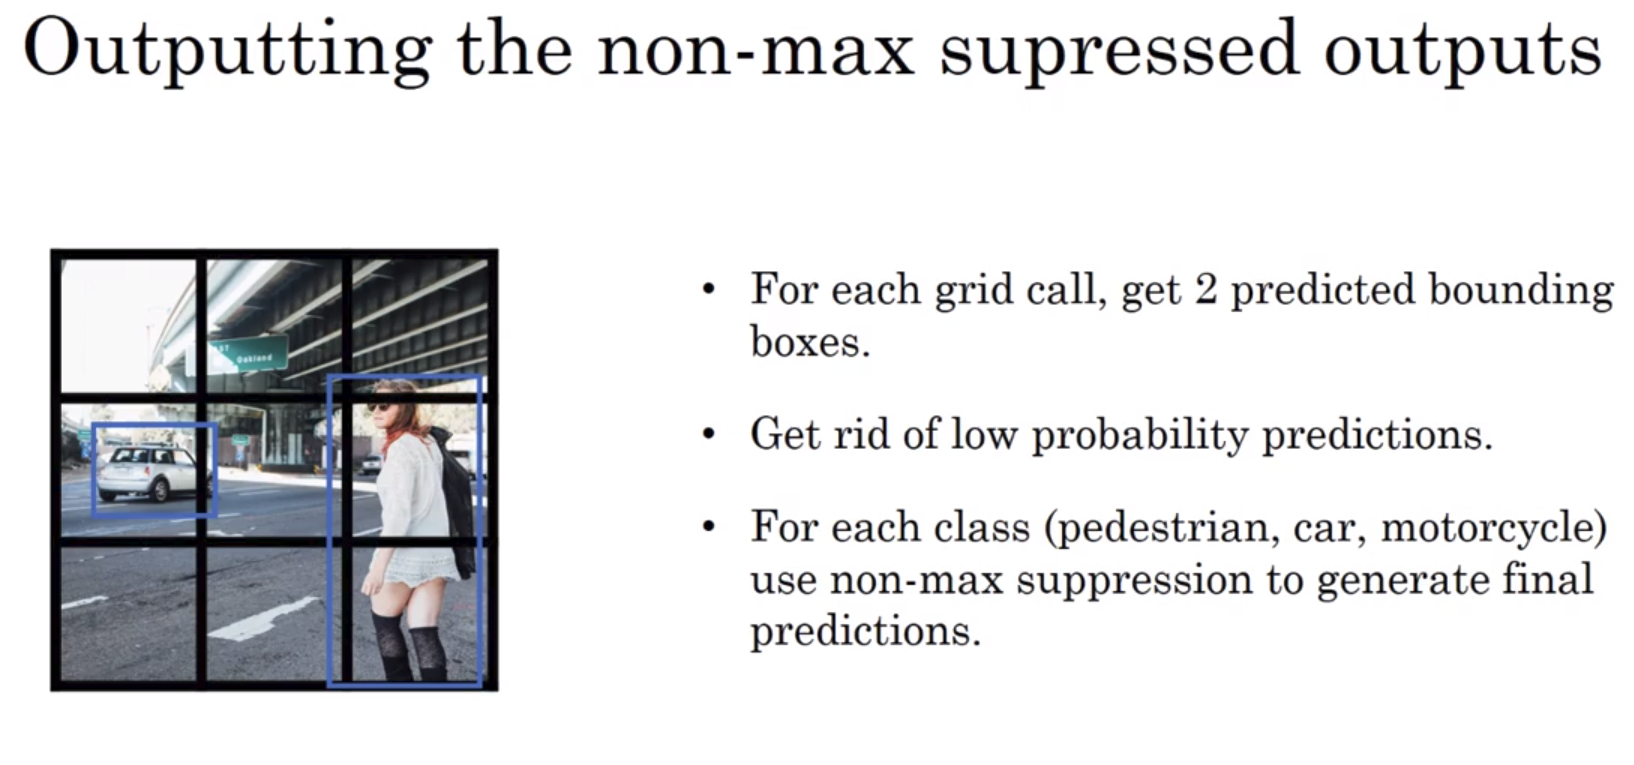 Outputting the non-max supressed outputs
• For each grid call, get 2 predicted bounding
boxes.
• Get rid of low probability predictions.
• For each class (pedestrian, car, motorcycle)
use non-max suppression to generate final
predictions.
Oakland